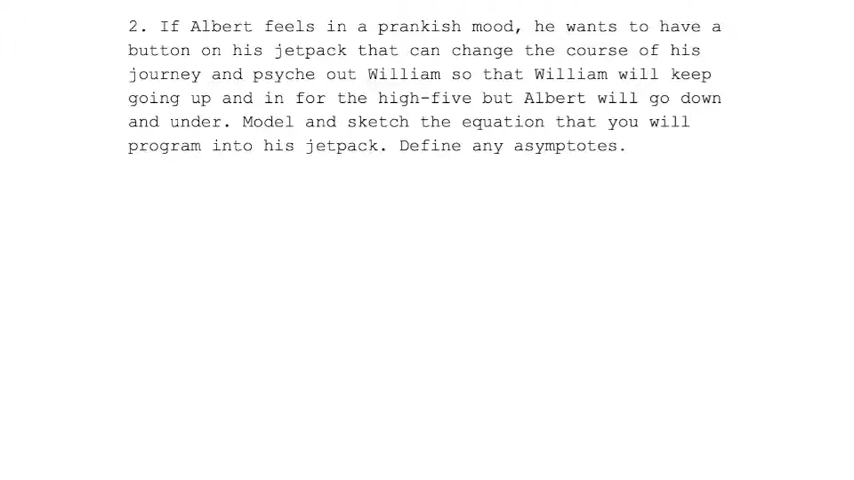 2. If Albert feels in a prankish mood, he wants to have a
button on his jetpack that can change the course of his
journey and psyche out William so that William will keep
going up and in for the high-five but Albert will go down
and under. Model and sketch the equation that you will
program into his jetpack. Define any asymptotes.